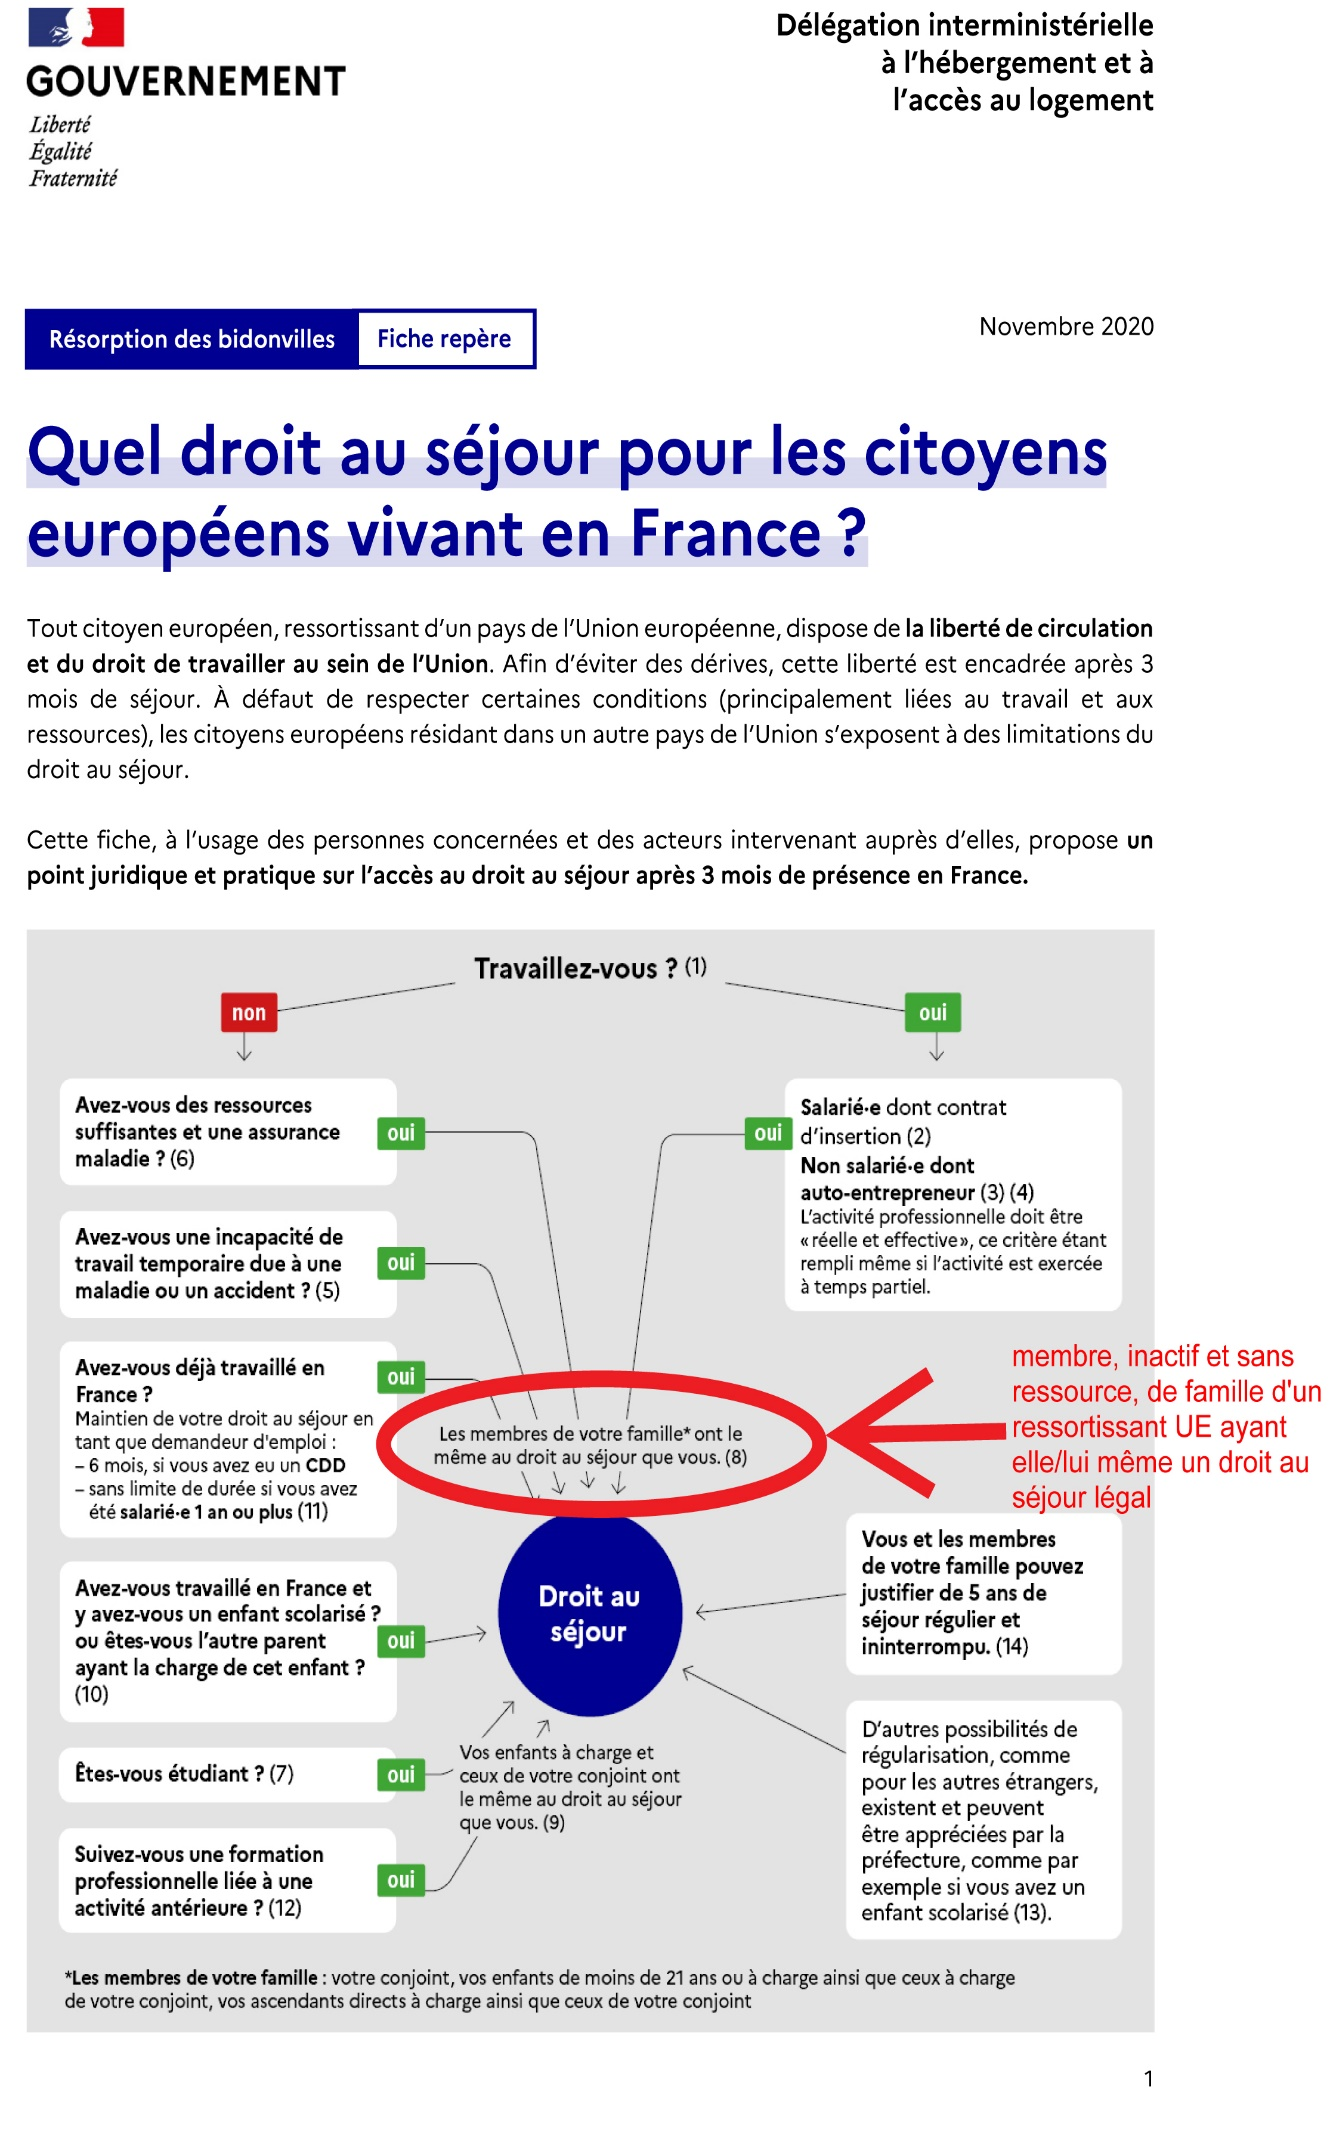 GOUVERNEMENT
Liberté
Égalité
Fraternité
Délégation interministérielle
à l’hébergement et à
l’accès au logement
Résorption des bidonvilles
Fiche repère
Novembre 2020
Quel droit au séjour pour les citoyens
européens vivant en France ?
Tout citoyen européen, ressortissant d’un pays de l’Union européenne, dispose de la liberté de circulation
et du droit de travailler au sein de l’Union. Afin d’éviter des dérives, cette liberté est encadrée après 3
mois de séjour. À défaut de respecter certaines conditions (principalement liées au travail et aux
ressources), les citoyens européens résidant dans un autre pays de l’Union s’exposent à des limitations du
droit au séjour.
Cette fiche, à l’usage des personnes concernées et des acteurs intervenant auprès d’elles, propose un
point juridique et pratique sur l’accès au droit au séjour après 3 mois de présence en France.
Travaillez-vous ? (1)
non
oui
Avez-vous des ressources
suffisantes et une assurance
maladie ? (6)
oui
oui
Salarié·e dont contrat
d’insertion (2)
Non salarié·e dont
auto-entrepreneur (3) (4)
L’activité professionnelle doit être
« réelle et effective », ce critère étant
rempli même si l’activité est exercée
à temps partiel.
Avez-vous une incapacité de
travail temporaire due à une
maladie ou un accident ? (5)
oui
Avez-vous déjà travaillé en
France ?
Maintien de votre droit au séjour en
tant que demandeur d'emploi :
– 6 mois, si vous avez eu un CDD
– sans limite de durée si vous avez
été salarié·e 1 an ou plus (11)
oui
Les membres de votre famille* ont le
même au droit au séjour que vous. (8)
membre, inactif et sans
ressource, de famille d'un
ressortissant UE ayant
elle/lui même un droit au
séjour légal
Avez-vous travaillé en France et
y avez-vous un enfant scolarisé ?
ou êtes-vous l’autre parent
ayant la charge de cet enfant ?
(10)
oui
Droit au
séjour
Vous et les membres
de votre famille pouvez
justifier de 5 ans de
séjour régulier et
ininterrompu. (14)
Êtes-vous étudiant ? (7)
oui
Vos enfants à charge et
ceux de votre conjoint ont
le même au droit au séjour
que vous. (9)
D’autres possibilités de
régularisation, comme
pour les autres étrangers,
existent et peuvent
être appréciées par la
préfecture, comme par
exemple si vous avez un
enfant scolarisé (13).
Suivez-vous une formation
professionnelle liée à une
activité antérieure ? (12)
oui
*Les membres de votre famille : votre conjoint, vos enfants de moins de 21 ans ou à charge ainsi que ceux à charge
de votre conjoint, vos ascendants directs à charge ainsi que ceux de votre conjoint
1